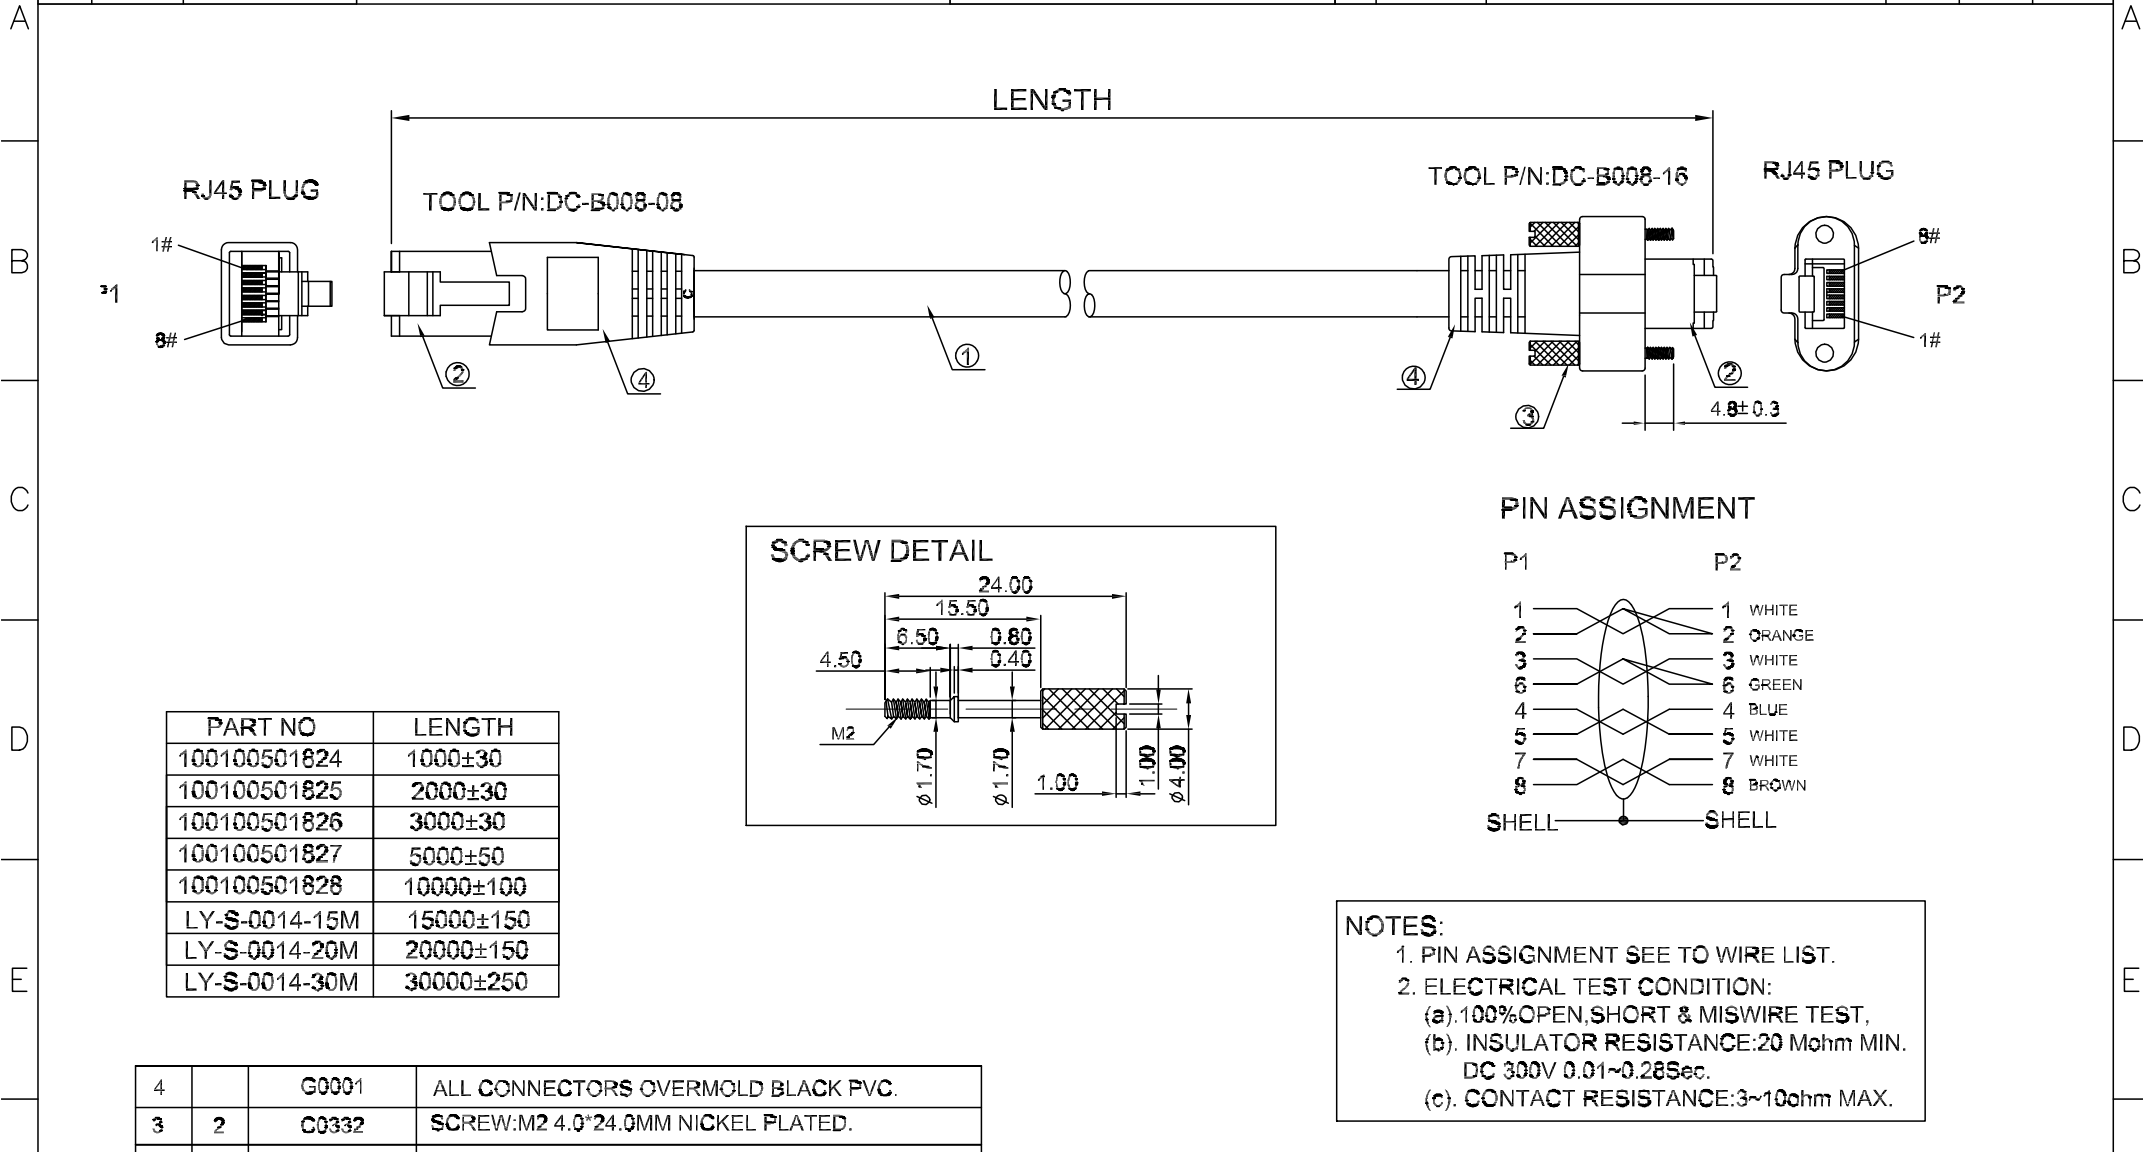 A
A
LENGTH
RJ45 PLUG
TOOL P/N:DC-B008-08
TOOL P/N:DC-B008-16
RJ45 PLUG
1#
8#
8#
1#
P2
B
B
C
2
4
1
4
3
2
4.8±0.3
C
C
SCREW DETAIL
24.00
15.50
6.50
0.80
4.50
0.40
M2
ø1.70
ø1.70
1.00
1.00
ø4.00
PIN ASSIGNMENT
P1 P2
1 1 WHITE
2 2 ORANGE
3 3 WHITE
6 6 GREEN
4 4 BLUE
5 5 WHITE
7 7 WHITE
8 8 BROWN
SHELL SHELL
D
D
PART NO LENGTH
100100501824 1000±30
100100501825 2000±30
100100501826 3000±30
100100501827 5000±50
100100501828 10000±100
LY-S-0014-15M 15000±150
LY-S-0014-20M 20000±150
LY-S-0014-30M 30000±250
E
E
NOTES:
1. PIN ASSIGNMENT SEE TO WIRE LIST.
2. ELECTRICAL TEST CONDITION:
(a).100%OPEN,SHORT & MISWIRE TEST,
(b). INSULATOR RESISTANCE:20 Mohm MIN.
DC 300V 0.01~0.28Sec.
(c). CONTACT RESISTANCE:3~10ohm MAX.
4 G0001 ALL CONNECTORS OVERMOLD BLACK PVC.
3 2 C0332 SCREW:M2 4.0*24.0MM NICKEL PLATED.